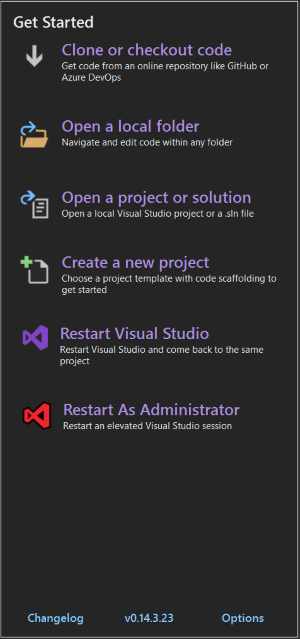 Get Started
Clone or checkout code
Get code from an online repository like GitHub or
Azure DevOps
Open a local folder
Navigate and edit code within any folder
Open a project or solution
Open a local Visual Studio project or a .sln file
Create a new project
Choose a project template with code scaffolding to
get started
Restart Visual Studio
Restart Visual Studio and come back to the same
project
Restart As Administrator
Restart an elevated Visual Studio session
Changelog v0.14.3.23 Options